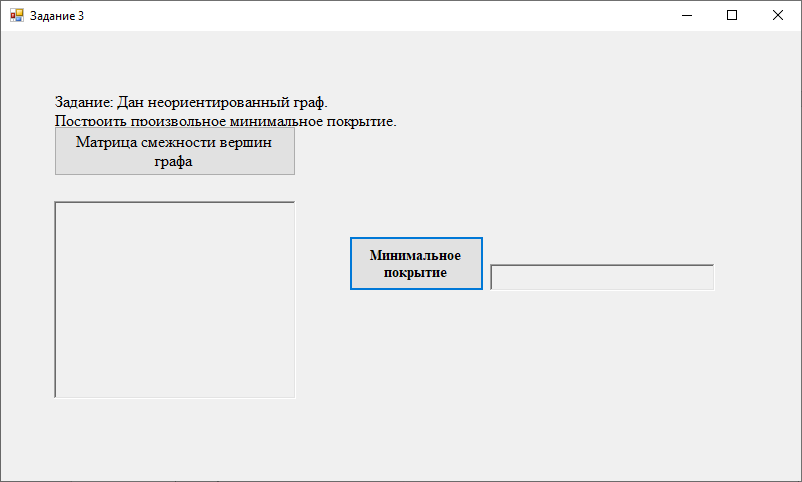 Задание 3
Задание: Дан неориентированный граф.
Построить произвольное минимальное покрытие.
Матрица смежности вершин
графа
Минимальное
покрытие